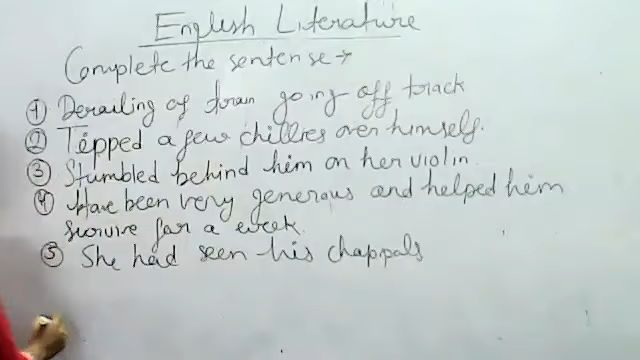 English Literature
Complete the sentense →
① Derailing of train going off track
② Tipped a few chillies over himself.
③ Stumbled behind him on her violin
④ Have been very generous and helped him
survive for a week.
⑤ She had seen his chappals